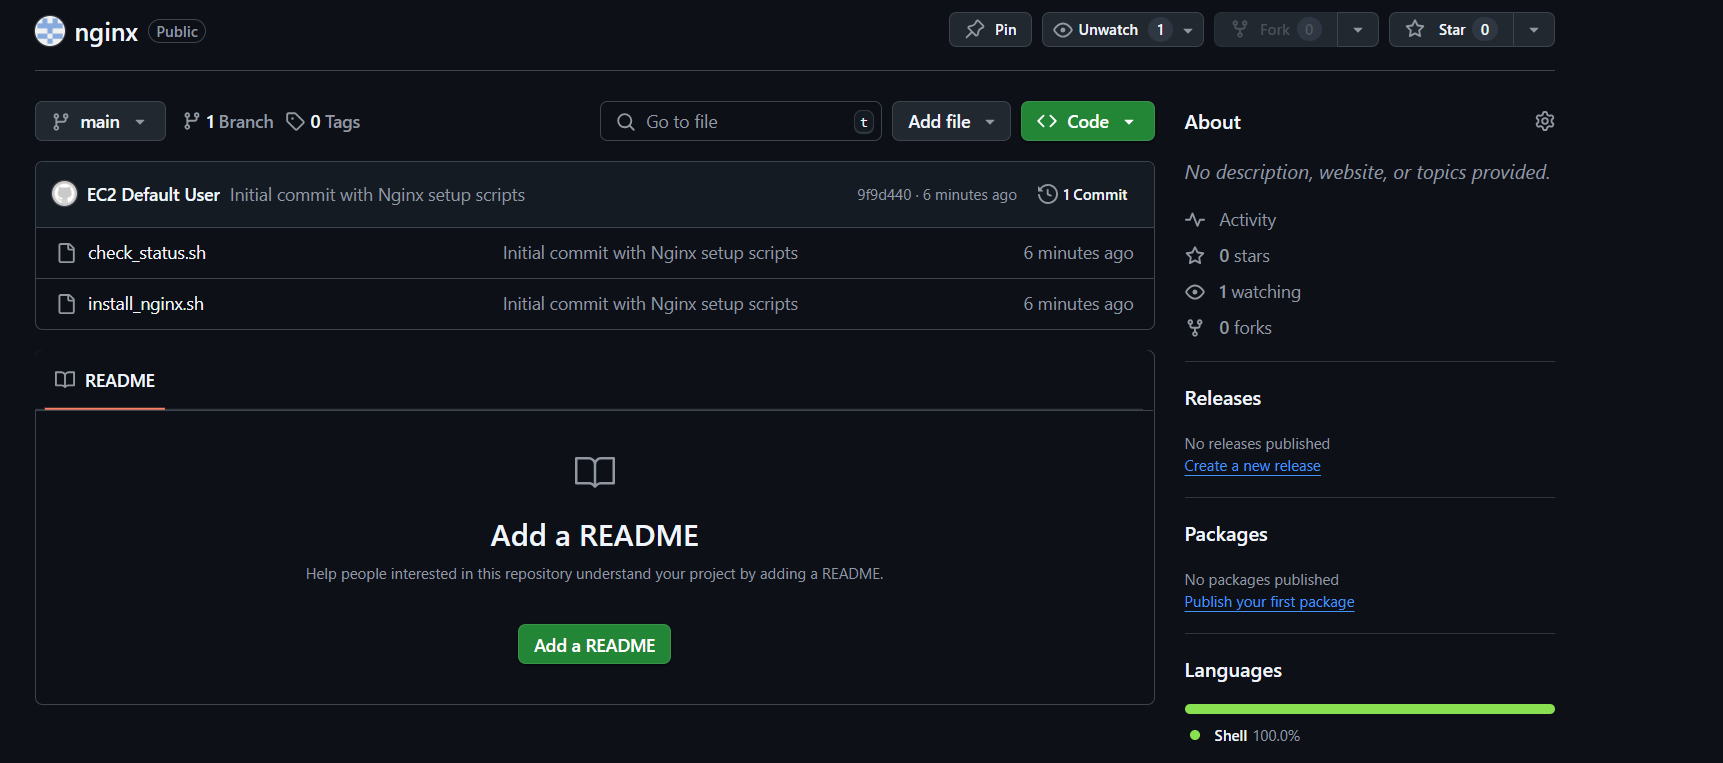 nginx Public
Pin Unwatch 1 Fork 0 Star 0
main 1 Branch 0 Tags Go to file t Add file Code
EC2 Default User Initial commit with Nginx setup scripts 9f9d440 · 6 minutes ago 1 Commit
check_status.sh Initial commit with Nginx setup scripts 6 minutes ago
install_nginx.sh Initial commit with Nginx setup scripts 6 minutes ago
README
Add a README
Help people interested in this repository understand your project by adding a README.
Add a README
About
No description, website, or topics provided.
Activity
0 stars
1 watching
0 forks
Releases
No releases published
Create a new release
Packages
No packages published
Publish your first package
Languages
Shell 100.0%